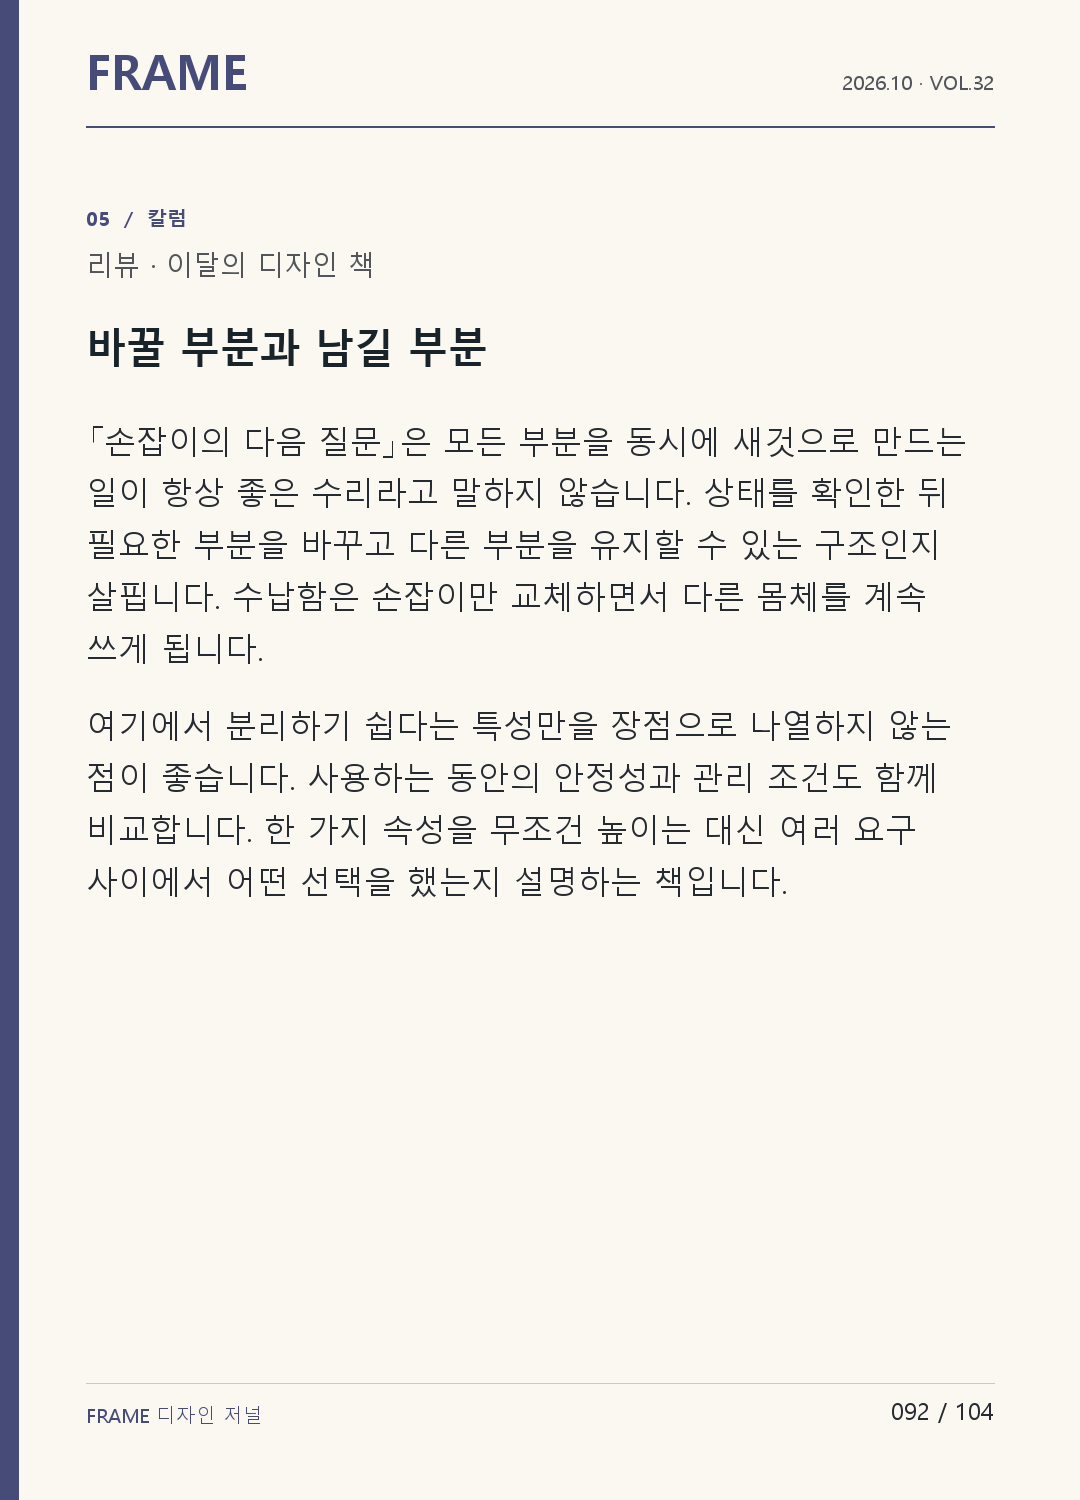 FRAME
2026.10 · VOL.32
05 / 칼럼
리뷰 · 이달의 디자인 책
바꿀 부분과 남길 부분
「손잡이의 다음 질문」은 모든 부분을 동시에 새것으로 만드는
일이 항상 좋은 수리라고 말하지 않습니다. 상태를 확인한 뒤
필요한 부분을 바꾸고 다른 부분을 유지할 수 있는 구조인지
살핍니다. 수납함은 손잡이만 교체하면서 다른 몸체를 계속
쓰게 됩니다.
여기에서 분리하기 쉽다는 특성만을 장점으로 나열하지 않는
점이 좋습니다. 사용하는 동안의 안정성과 관리 조건도 함께
비교합니다. 한 가지 속성을 무조건 높이는 대신 여러 요구
사이에서 어떤 선택을 했는지 설명하는 책입니다.
FRAME 디자인 저널
092 / 104